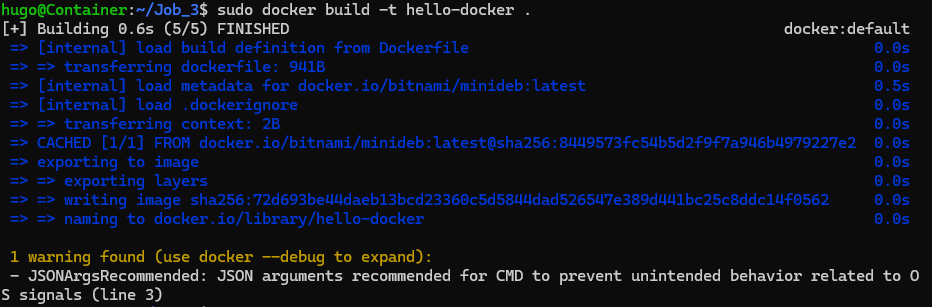 hugo@Container:~/Job_3$ sudo docker build -t hello-docker .
[+] Building 0.6s (5/5) FINISHED docker:default
=> [internal] load build definition from Dockerfile 0.0s
=> => transferring dockerfile: 941B 0.0s
=> [internal] load metadata for docker.io/bitnami/minideb:latest 0.5s
=> [internal] load .dockerignore 0.0s
=> => transferring context: 2B 0.0s
=> CACHED [1/1] FROM docker.io/bitnami/minideb:latest@sha256:8449573fc54b5d2f9f7a946b4979227e2 0.0s
=> exporting to image 0.0s
=> => exporting layers 0.0s
=> => writing image sha256:72d693be44daeb13bcd23360c5d5844dad526547e389d441bc25c8ddc14f0562 0.0s
=> => naming to docker.io/library/hello-docker 0.0s
1 warning found (use docker --debug to expand):
- JSONArgsRecommended: JSON arguments recommended for CMD to prevent unintended behavior related to O
S signals (line 3)